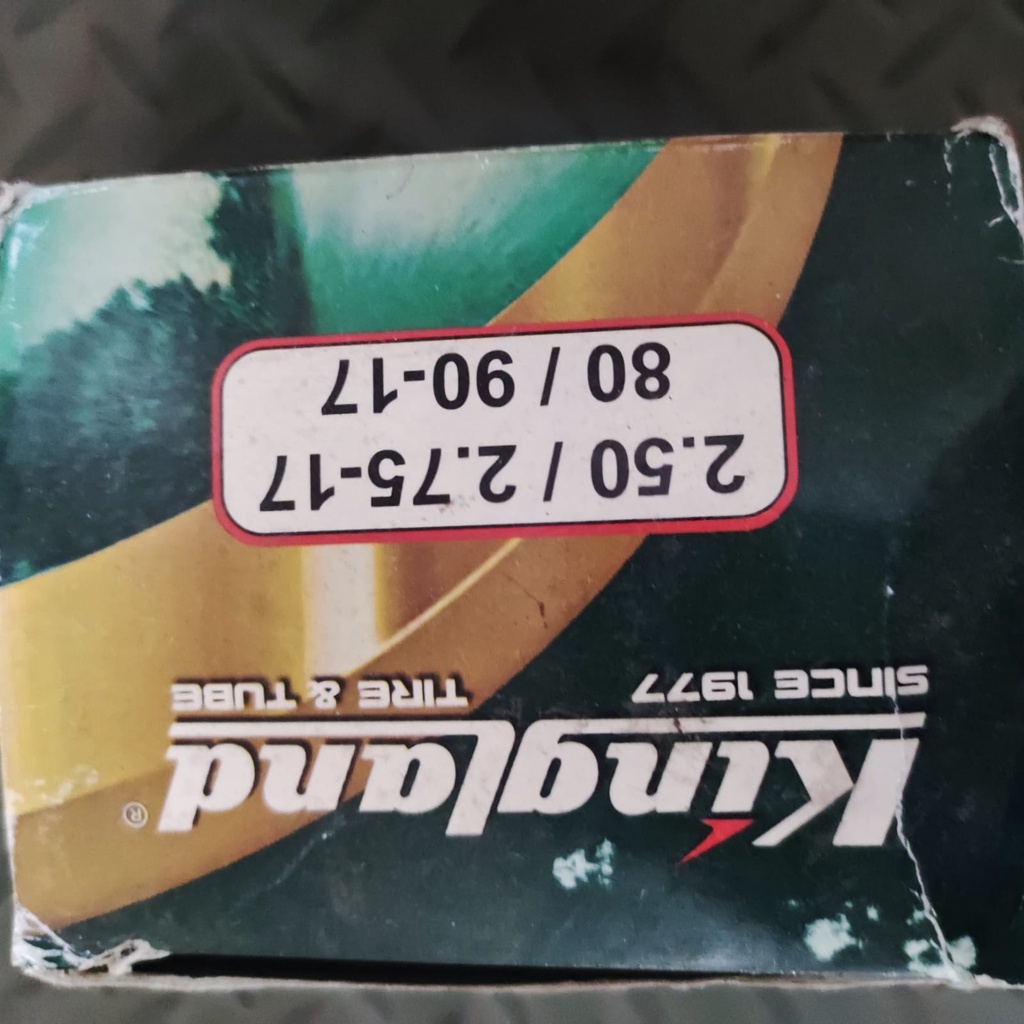 Kingland ®
SINCE 1977 TIRE & TUBE
2.50 / 2.75-17
80 / 90-17